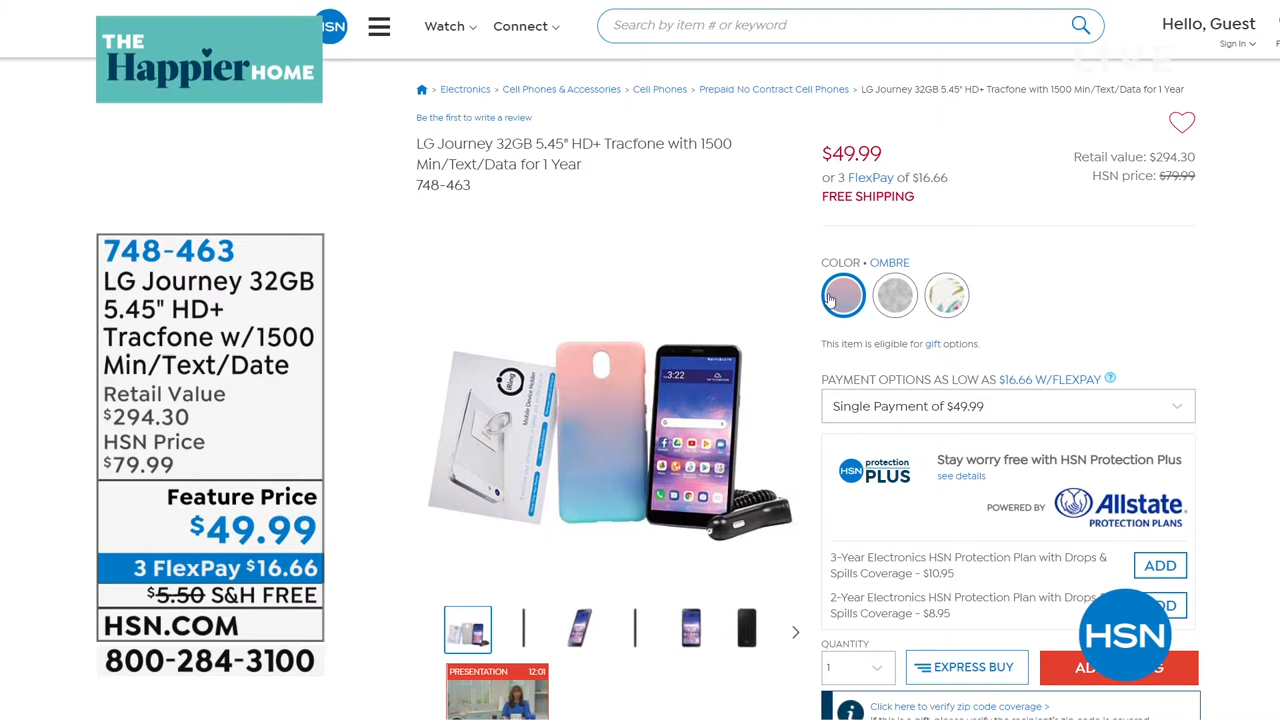 THE
Happier HOME
HSN
Watch
Connect
Search by item # or keyword
Hello, Guest
Sign In
LIVE
> Electronics > Cell Phones & Accessories > Cell Phones > Prepaid No Contract Cell Phones > LG Journey 32GB 5.45" HD+ Tracfone with 1500 Min/Text/Data for 1 Year
Be the first to write a review
LG Journey 32GB 5.45" HD+ Tracfone with 1500
Min/Text/Data for 1 Year
748-463
$49.99
or 3 FlexPay of $16.66
FREE SHIPPING
Retail value: $294.30
HSN price: $79.99
COLOR • OMBRE
This item is eligible for gift options.
PAYMENT OPTIONS AS LOW AS $16.66 W/FLEXPAY ?
Single Payment of $49.99
HSN protection
PLUS
Stay worry free with HSN Protection Plus
see details
POWERED BY
Allstate
PROTECTION PLANS
3-Year Electronics HSN Protection Plan with Drops &
Spills Coverage - $10.95
ADD
2-Year Electronics HSN Protection Plan with Drops
Spills Coverage - $8.95
QUANTITY
1
EXPRESS BUY
HSN
Click here to verify zip code coverage >
748-463
LG Journey 32GB
5.45" HD+
Tracfone w/1500
Min/Text/Date
Retail Value
$294.30
HSN Price
$79.99
Feature Price
$49.99
3 FlexPay $16.66
$5.50 S&H FREE
HSN.COM
800-284-3100
iRing
Mobile Device Holder
3:22
PRESENTATION 12:01